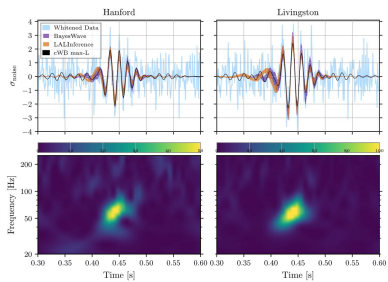 Hanford
Livingston
Whitened Data
BayesWave
LALInference
cWB max-L
σnoise
4
3
2
1
0
−1
−2
−3
−4
Frequency [Hz]
200
100
50
20
0.30 0.35 0.40 0.45 0.50 0.55 0.60
0.30 0.35 0.40 0.45 0.50 0.55 0.60
Time [s]
Time [s]